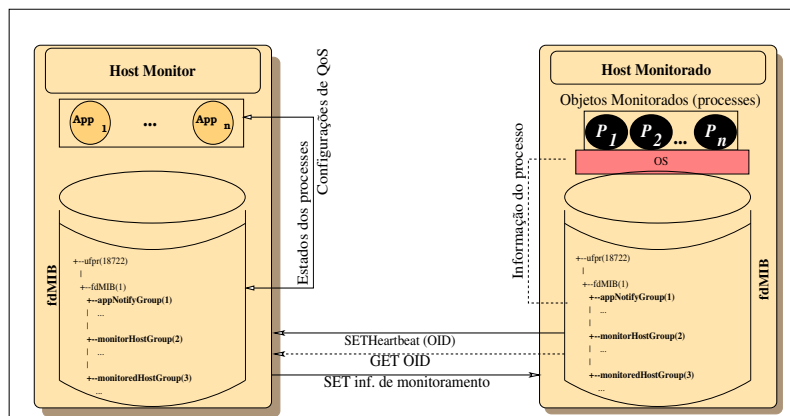 Host Monitor
App 1 ... App n
Estados dos processes
Configurações de QoS
fdMIB
+--ufpr(18722)
|
+--fdMIB(1)
+--appNotifyGroup(1)
| ...
|
+--monitorHostGroup(2)
| ...
|
+--monitoredHostGroup(3)
...
SETHeartbeat (OID)
GET OID
SET inf. de monitoramento
Host Monitorado
Objetos Monitorados (processes)
P1 P2 ... Pn
OS
Informação do processo
+--ufpr(18722)
|
+--fdMIB(1)
+--appNotifyGroup(1)
| ...
|
+--monitorHostGroup(2)
| ...
|
+--monitoredHostGroup(3)
...
fdMIB